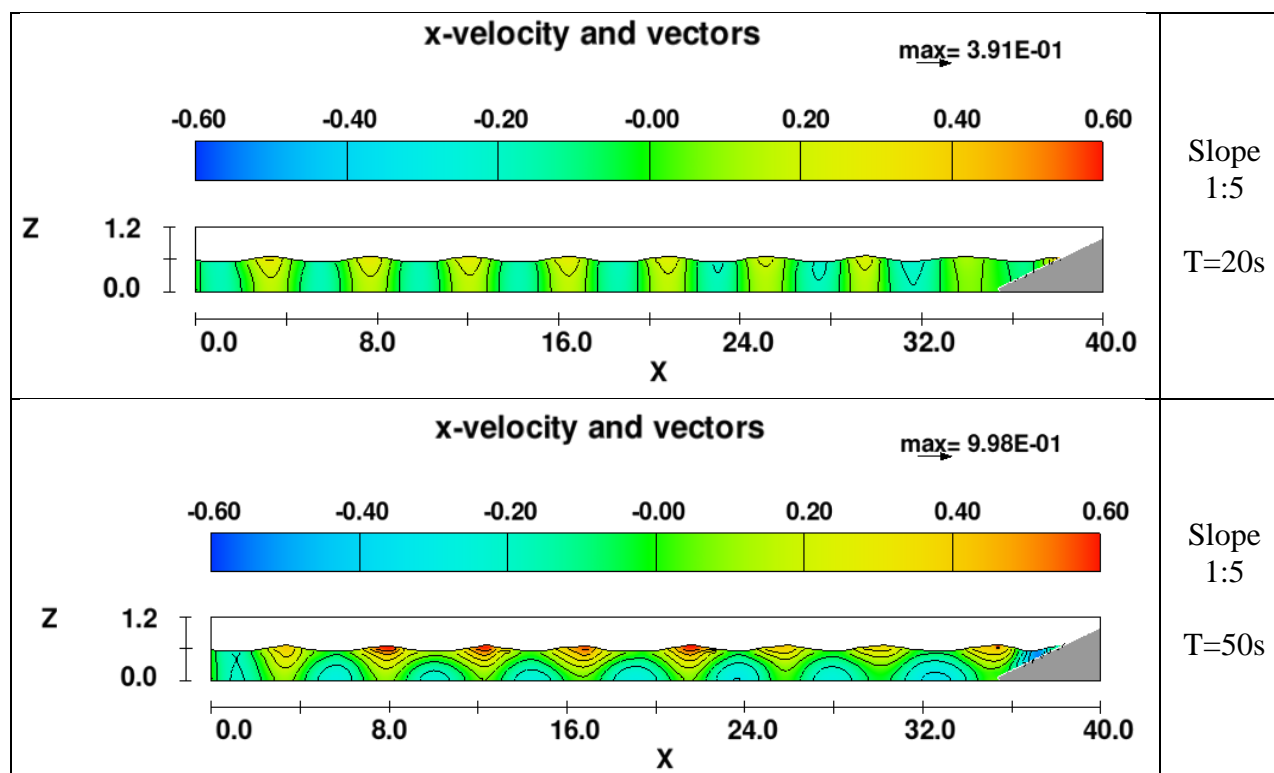 x-velocity and vectors
max= 3.91E-01
-0.60 -0.40 -0.20 -0.00 0.20 0.40 0.60
Z 1.2
0.0
0.0 8.0 16.0 24.0 32.0 40.0
X
Slope
1:5
T=20s
x-velocity and vectors
max= 9.98E-01
-0.60 -0.40 -0.20 -0.00 0.20 0.40 0.60
Z 1.2
0.0
0.0 8.0 16.0 24.0 32.0 40.0
X
Slope
1:5
T=50s